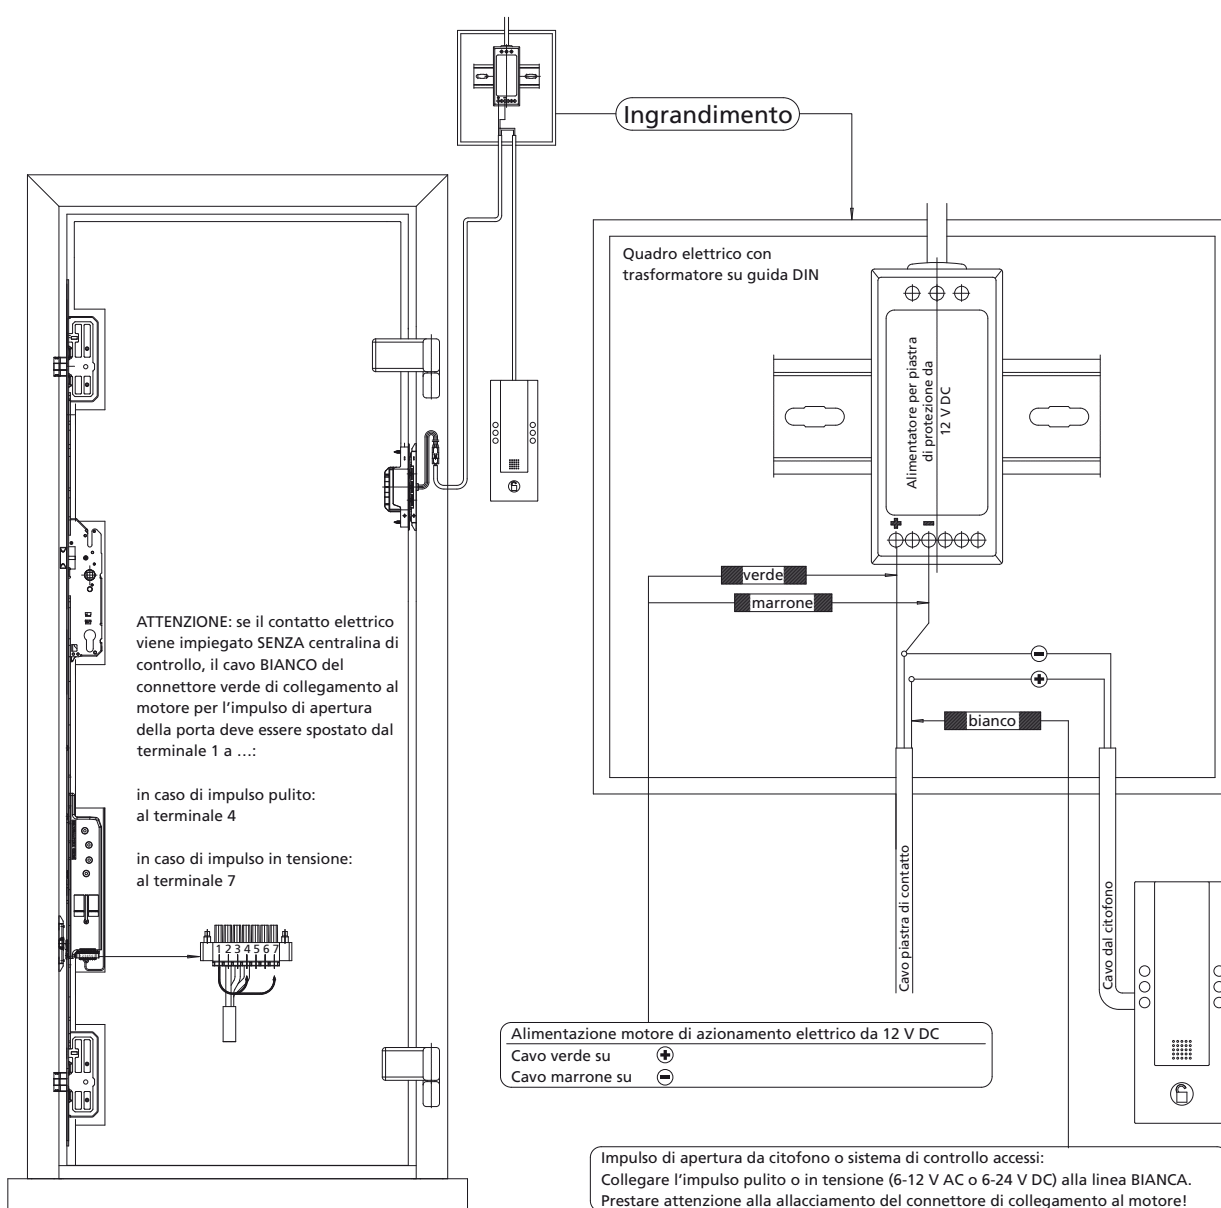 Ingrandimento
Quadro elettrico con
trasformatore su guida DIN
Alimentatore per piastra
di protezione da
12 V DC
verde
marrone
bianco
ATTENZIONE: se il contatto elettrico
viene impiegato SENZA centralina di
controllo, il cavo BIANCO del
connettore verde di collegamento al
motore per l'impulso di apertura
della porta deve essere spostato dal
terminale 1 a …:
in caso di impulso pulito:
al terminale 4
in caso di impulso in tensione:
al terminale 7
1 2 3 4 5 6 7
Cavo piastra di contatto
Cavo dal citofono
Alimentazione motore di azionamento elettrico da 12 V DC
Cavo verde su +
Cavo marrone su −
Impulso di apertura da citofono o sistema di controllo accessi:
Collegare l'impulso pulito o in tensione (6-12 V AC o 6-24 V DC) alla linea BIANCA.
Prestare attenzione alla allacciamento del connettore di collegamento al motore!